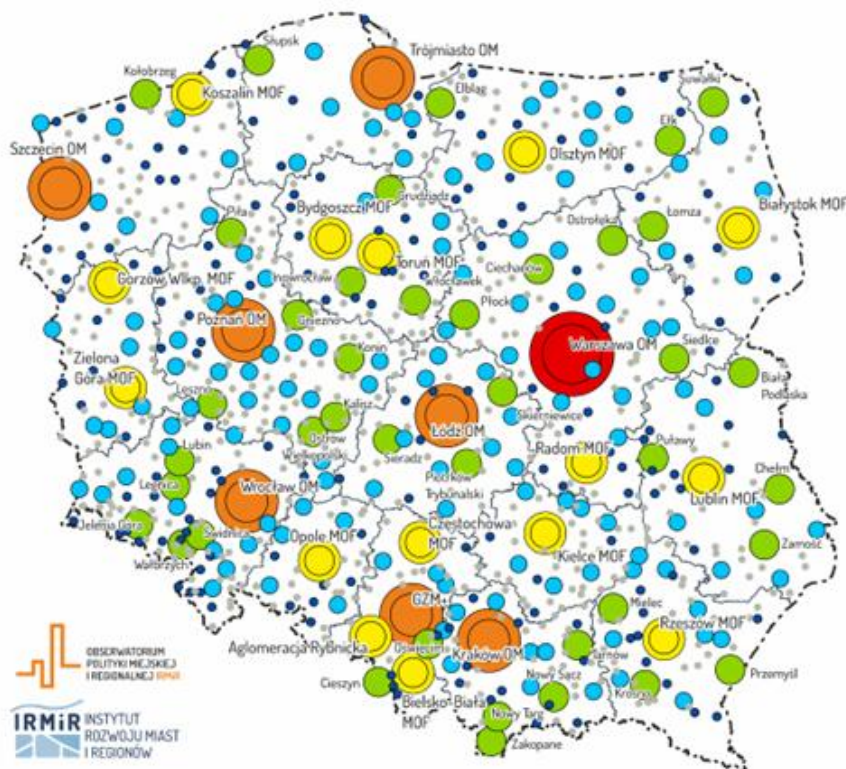 Słupsk
Trójmiasto OM
Kołobrzeg
Koszalin MOF
Elbląg
Suwałki
Ełk
Szczecin OM
Olsztyn MOF
Grudziądz
Piła
Bydgoszcz MOF
Ostrołęka
Łomża
Białystok MOF
Toruń MOF
Ciechanów
Gorzów Wlkp. MOF
Inowrocław
Włocławek
Płock
Poznań OM
Gniezno
Warszawa OM
Siedlce
Konin
Zielona
Góra MOF
Biała
Podlaska
Leszno
Kalisz
Skierniewice
Łódź OM
Ostrów
Wielkopolski
Lubin
Sieradz
Radom MOF
Puławy
Piotrków
Trybunalski
Chełm
Legnica
Wrocław OM
Lublin MOF
Jelenia Góra
Świdnica
Częstochowa
MOF
Opole MOF
Kielce MOF
Zamość
Wałbrzych
GZM+
Mielec
Rzeszów MOF
Aglomeracja Rybnicka
Oświęcim
Kraków OM
Tarnów
Przemyśl
Cieszyn
Bielsko-Biała
MOF
Nowy Sącz
Krosno
Nowy Targ
Zakopane
OBSERWATORIUM
POLITYKI MIEJSKIEJ
I REGIONALNEJ IRMIR
IRMiR
INSTYTUT
ROZWOJU MIAST
I REGIONÓW